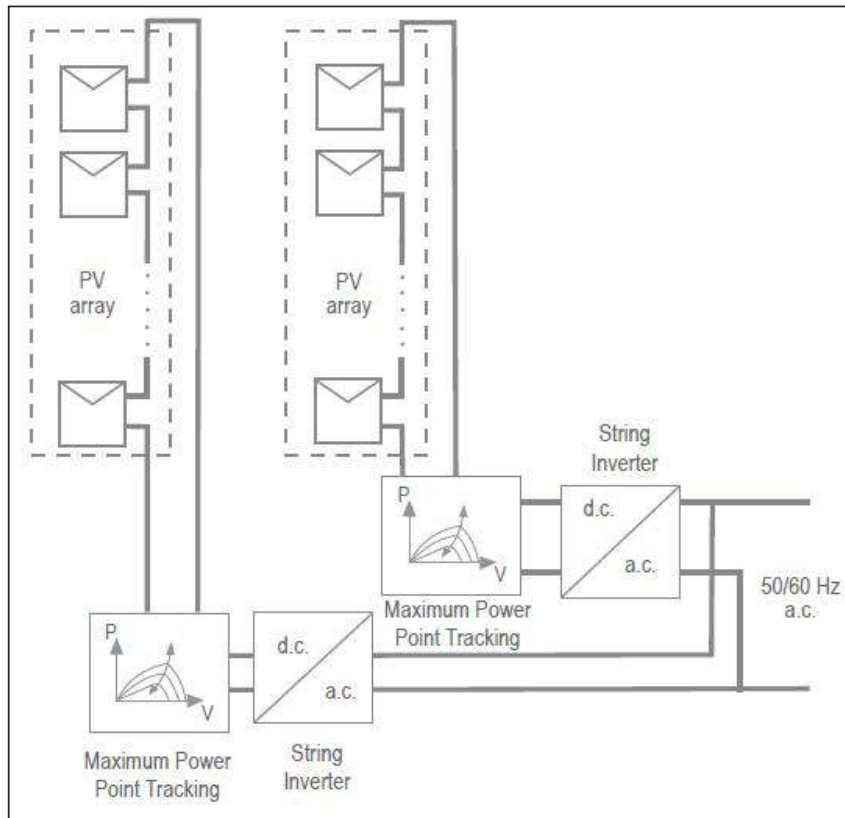 PV
array
PV
array
String
Inverter
P
V
d.c.
a.c.
Maximum Power
Point Tracking
50/60 Hz
a.c.
P
V
d.c.
a.c.
Maximum Power
Point Tracking
String
Inverter